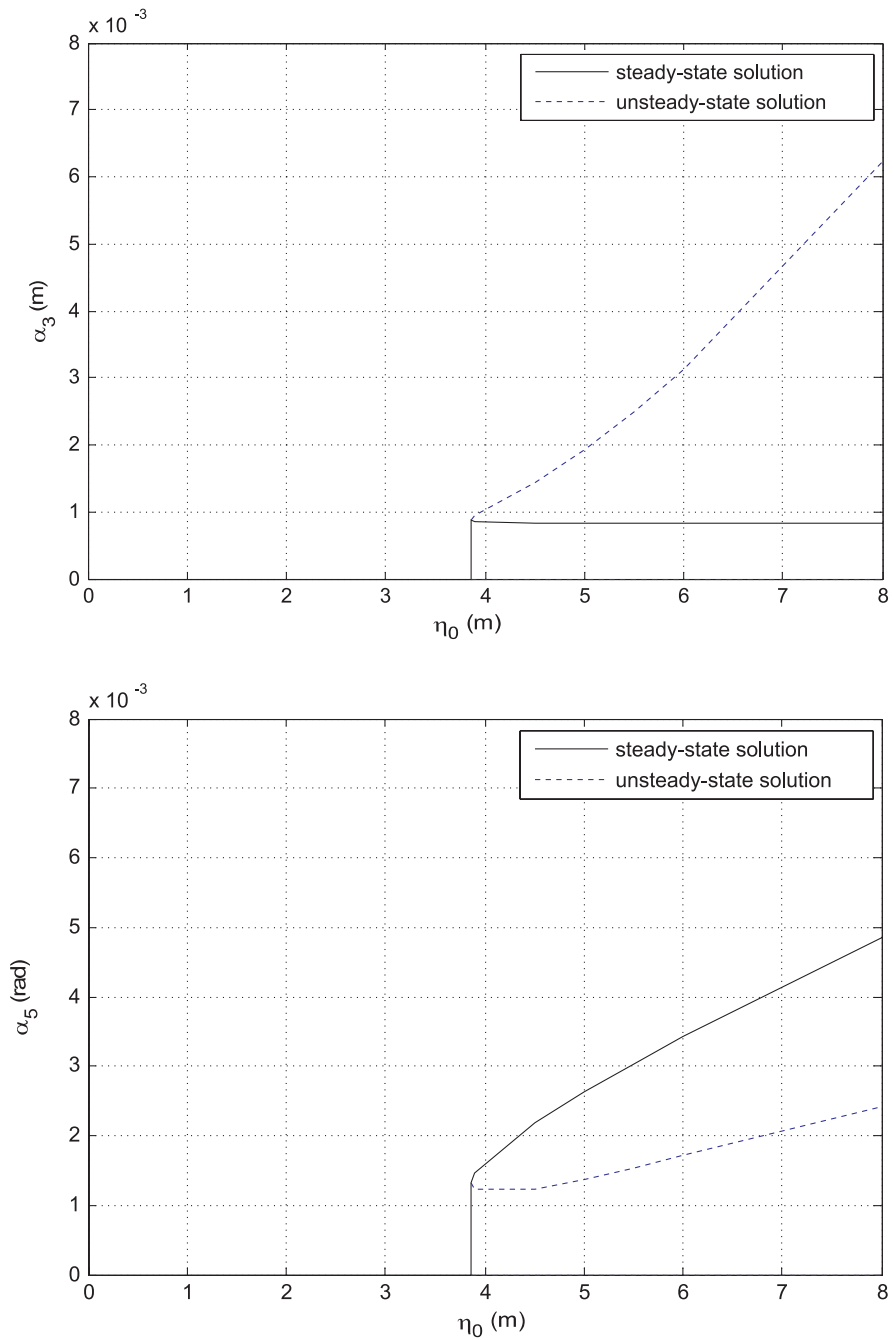 x 10 -3
8
steady-state solution
unsteady-state solution
7
6
5
4
3
2
1
0
α3 (m)
0 1 2 3 4 5 6 7 8
η0 (m)
x 10 -3
8
steady-state solution
unsteady-state solution
7
6
5
4
3
2
1
0
α5 (rad)
0 1 2 3 4 5 6 7 8
η0 (m)